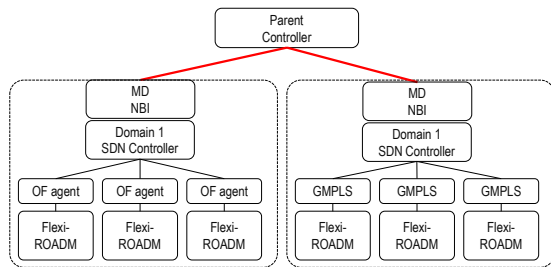 Parent
Controller
MD
NBI
Domain 1
SDN Controller
OF agent
OF agent
OF agent
Flexi-
ROADM
Flexi-
ROADM
Flexi-
ROADM
MD
NBI
Domain 1
SDN Controller
GMPLS
GMPLS
GMPLS
Flexi-
ROADM
Flexi-
ROADM
Flexi-
ROADM